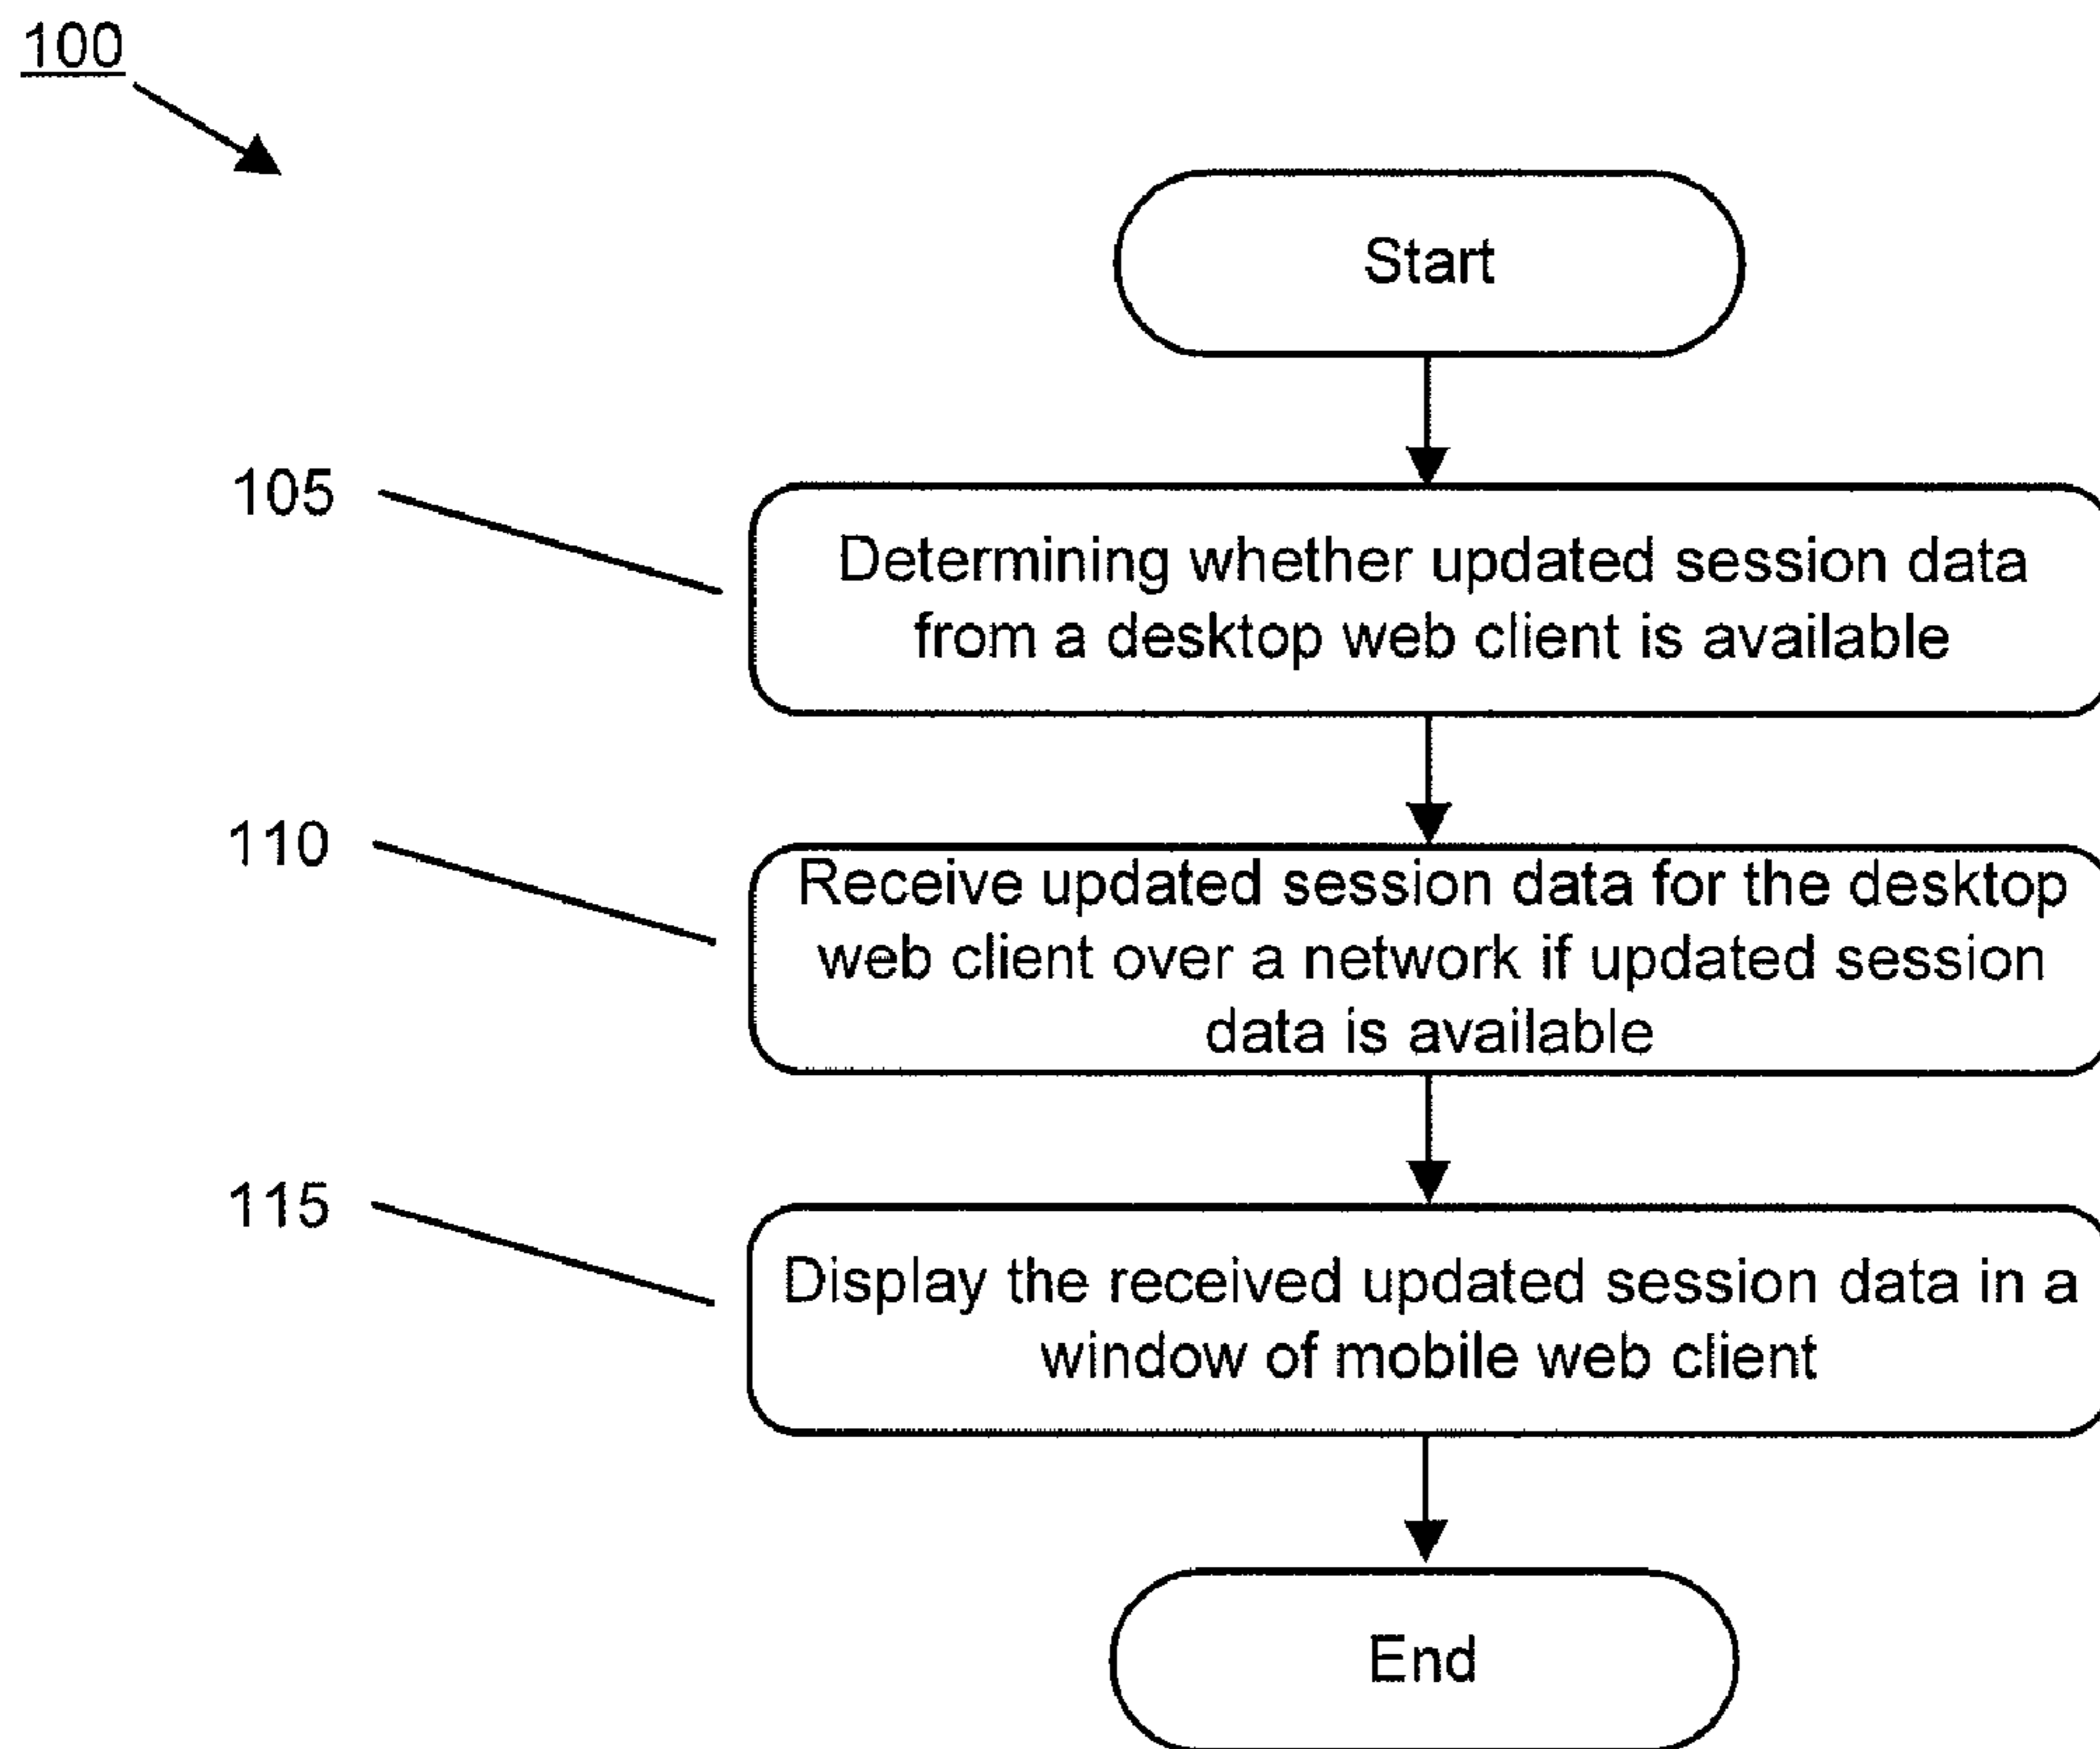 100
Start
105
Determining whether updated session data
from a desktop web client is available
110
Receive updated session data for the desktop
web client over a network if updated session
data is available
115
Display the received updated session data in a
window of mobile web client
End